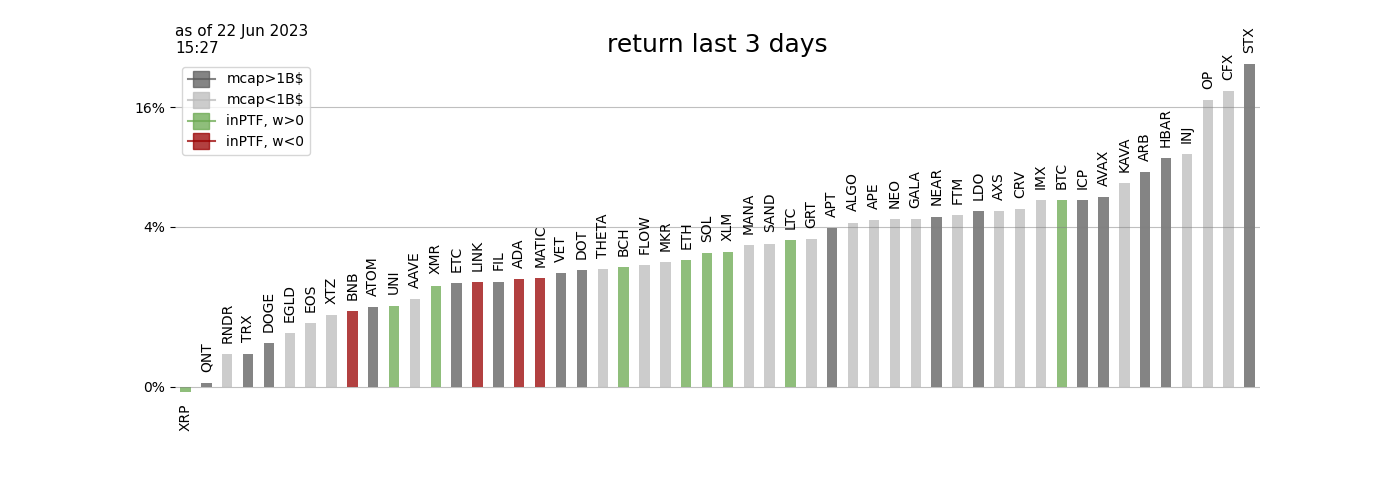 as of 22 Jun 2023
15:27
return last 3 days
mcap>1B$
mcap<1B$
inPTF, w>0
inPTF, w<0
16%
4%
0%
XRP
QNT
RNDR
TRX
DOGE
EGLD
EOS
XTZ
BNB
ATOM
UNI
AAVE
XMR
ETC
LINK
FIL
ADA
MATIC
VET
DOT
THETA
BCH
FLOW
MKR
ETH
SOL
XLM
MANA
SAND
LTC
GRT
APT
ALGO
APE
NEO
GALA
NEAR
FTM
LDO
AXS
CRV
IMX
BTC
ICP
AVAX
KAVA
ARB
HBAR
INJ
OP
CFX
STX